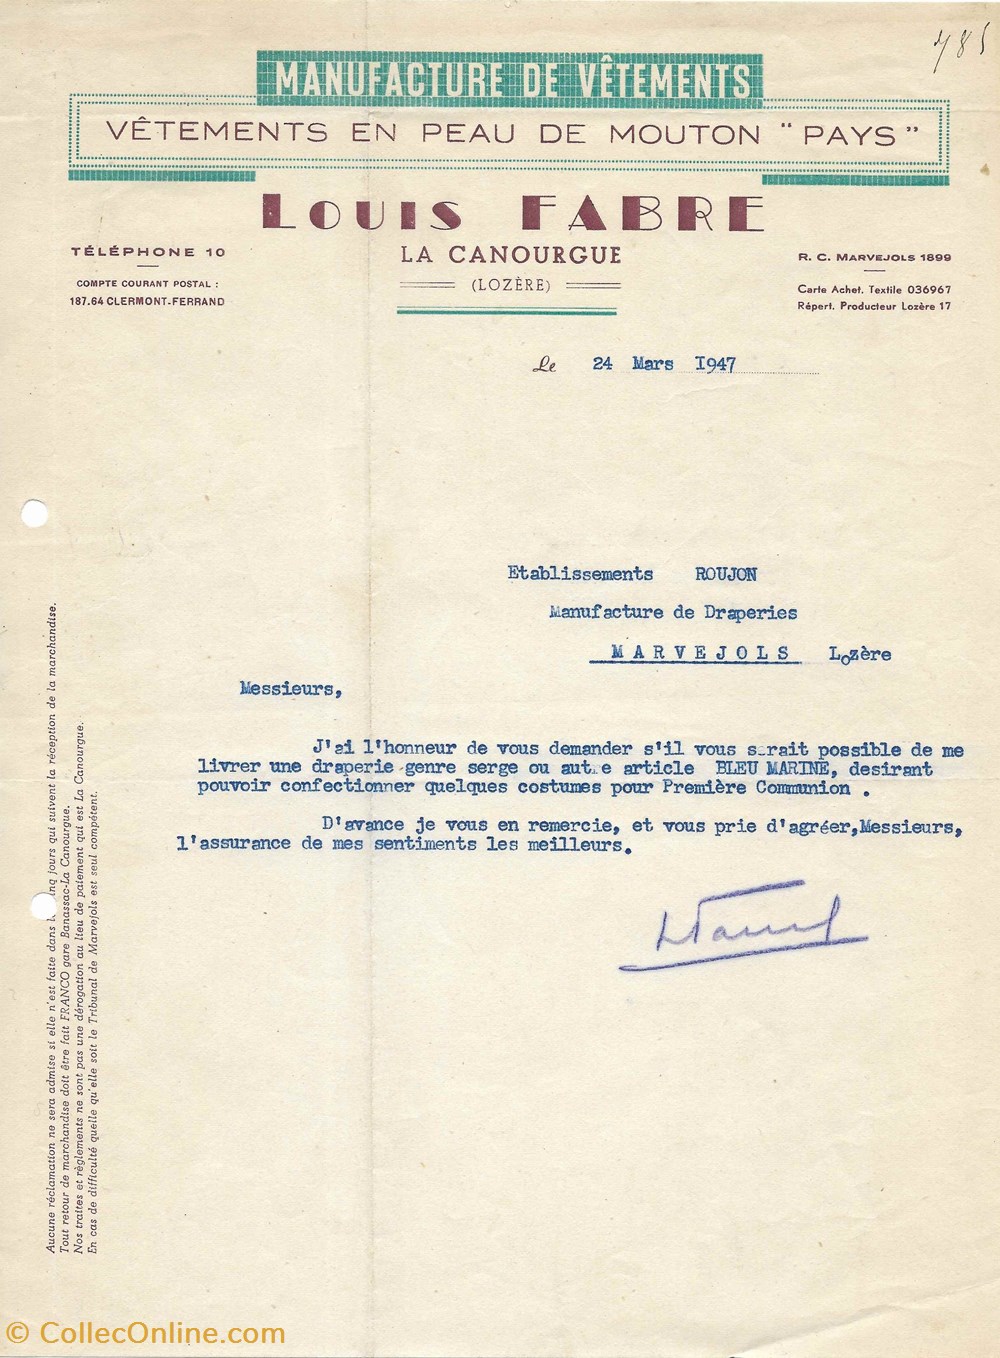 785
MANUFACTURE DE VÊTEMENTS
VÊTEMENTS EN PEAU DE MOUTON "PAYS"
LOUIS FABRE
TÉLÉPHONE 10
COMPTE COURANT POSTAL :
187.64 CLERMONT-FERRAND
LA CANOURGUE
(LOZÈRE)
R. C. MARVEJOLS 1899
Carte Achet. Textile 036967
Répert. Producteur Lozère 17
Le 24 Mars 1947
Etablissements ROUJON
Manufacture de Draperies
MARVEJOLS Lozère
Messieurs,
J'ai l'honneur de vous demander s'il vous serait possible de me
livrer une draperie genre serge ou autre article BLEU MARINE, desirant
pouvoir confectionner quelques costumes pour Première Communion .
D'avance je vous en remercie, et vous prie d'agréer,Messieurs,
l'assurance de mes sentiments les meilleurs.
Aucune réclamation ne sera admise si elle n'est faite dans les cinq jours qui suivent la réception de la marchandise.
Tout retour de marchandise doit être fait FRANCO gare Banassac-La Canourgue.
Nos traites et règlements ne sont pas une dérogation au lieu de paiement qui est La Canourgue.
En cas de difficulté quelle qu'elle soit le Tribunal de Marvejols est seul compétent.
© CollecOnline.com